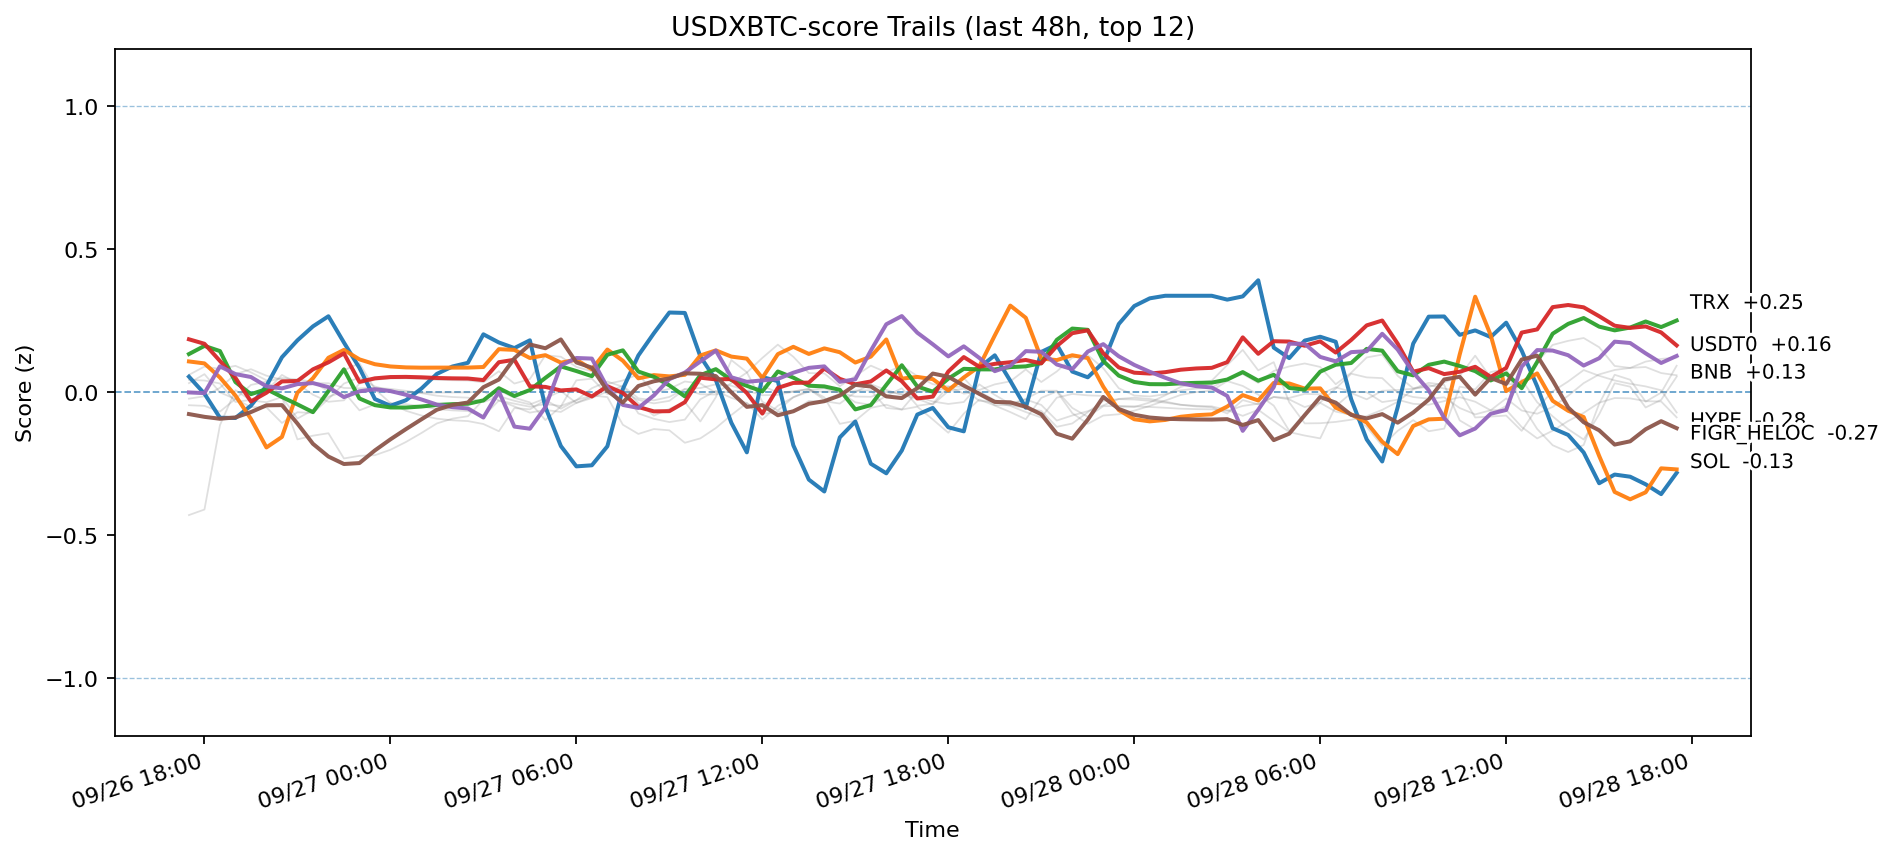 USDXBTC-score Trails (last 48h, top 12)
Score (z)
1.0
0.5
0.0
−0.5
−1.0
TRX +0.25
USDT0 +0.16
BNB +0.13
HYPE -0.28
FIGR_HELOC -0.27
SOL -0.13
09/26 18:00
09/27 00:00
09/27 06:00
09/27 12:00
09/27 18:00
09/28 00:00
09/28 06:00
09/28 12:00
09/28 18:00
Time